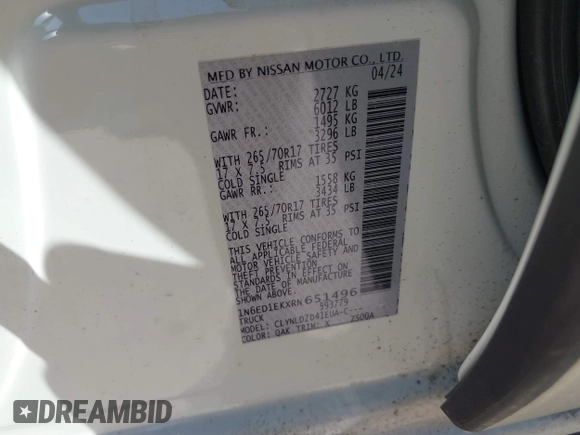 MFD BY NISSAN MOTOR CO., LTD.
DATE: 04/24
GVWR: 2727 KG
6012 LB
GAWR FR.: 1495 KG
3296 LB
WITH 265/70R17 TIRES
17 X 7.5 RIMS AT 35 PSI
COLD SINGLE
GAWR RR.: 1558 KG
3434 LB
WITH 265/70R17 TIRES
17 X 7.5 RIMS AT 35 PSI
COLD SINGLE
THIS VEHICLE CONFORMS TO
ALL APPLICABLE FEDERAL
MOTOR VEHICLE SAFETY AND
THEFT PREVENTION
STANDARDS IN EFFECT ON
THE DATE OF MANUFACTURE
SHOWN ABOVE.
1N6ED1EKXRN651496
TRUCK 593779
MODEL:
COLOR: QAK TRIM: X
DREAMBID